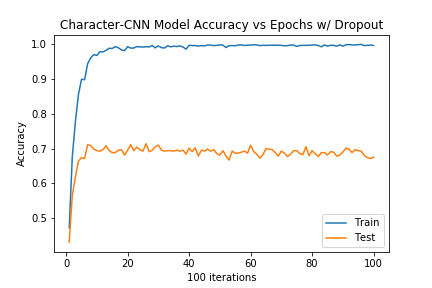 Character-CNN Model Accuracy vs Epochs w/ Dropout
1.0
0.9
0.8
0.7
0.6
0.5
Accuracy
0
20
40
60
80
100
100 iterations
Train
Test